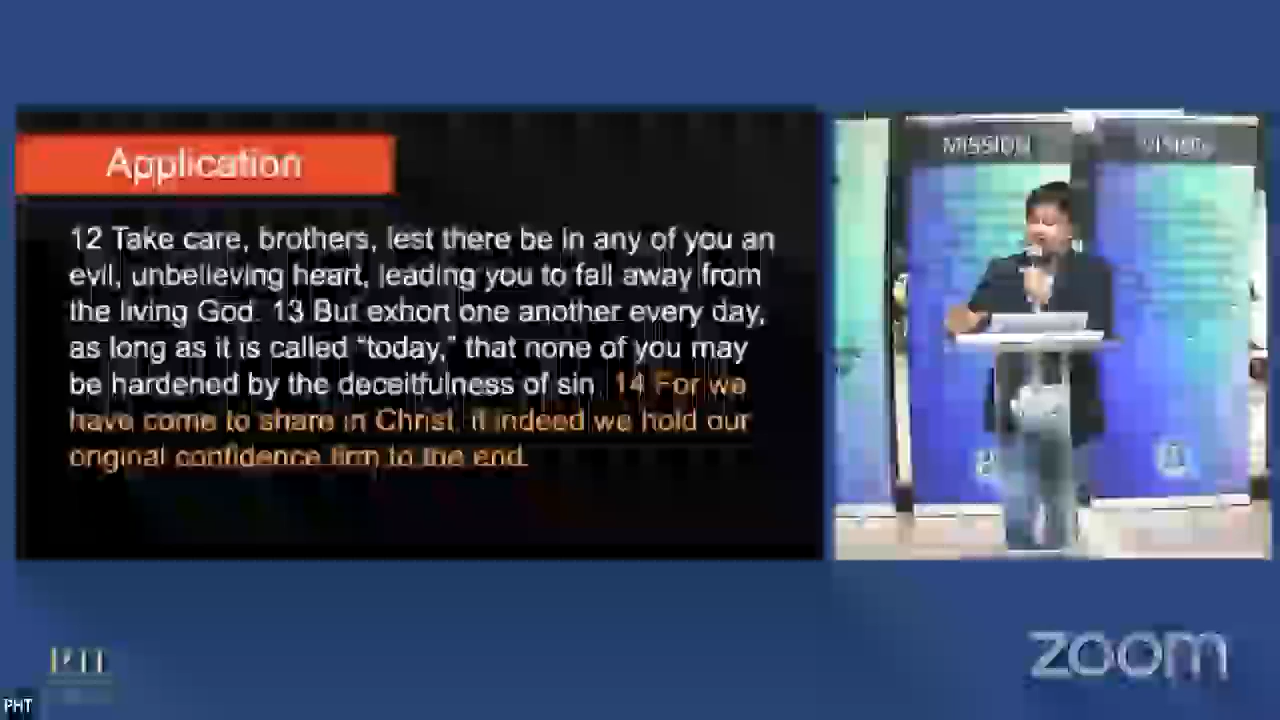 Application
12 Take care, brothers, lest there be in any of you an
evil, unbelieving heart, leading you to fall away from
the living God. 13 But exhort one another every day,
as long as it is called "today," that none of you may
be hardened by the deceitfulness of sin. 14 For we
have come to share in Christ, if indeed we hold our
original confidence firm to the end.
MISSION
VISION
zoom
PHT